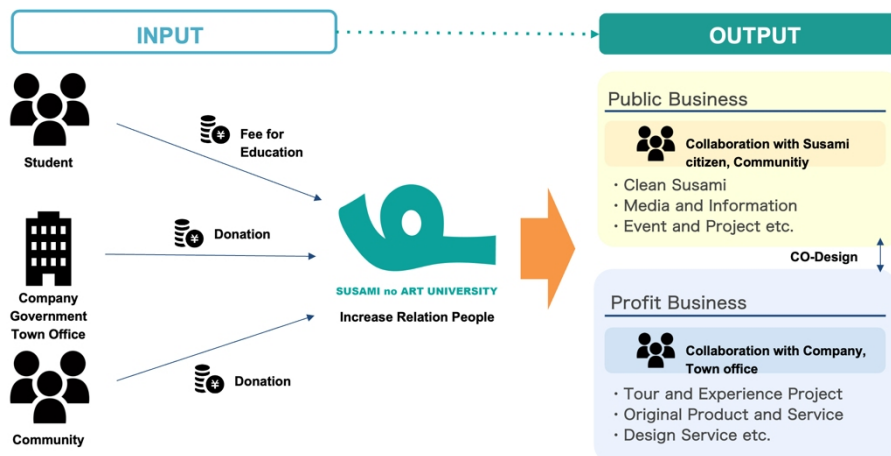 INPUT
OUTPUT
Student
¥
Fee for
Education
Company
Government
Town Office
¥
Donation
Community
¥
Donation
SUSAMI no ART UNIVERSITY
Increase Relation People
Public Business
Collaboration with Susami
citizen, Communitiy
・Clean Susami
・Media and Information
・Event and Project etc.
CO-Design
Profit Business
Collaboration with Company,
Town office
・Tour and Experience Project
・Original Product and Service
・Design Service etc.